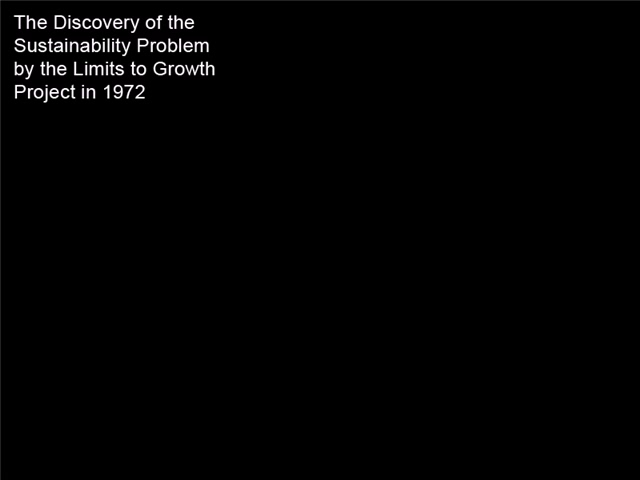 The Discovery of the
Sustainability Problem
by the Limits to Growth
Project in 1972